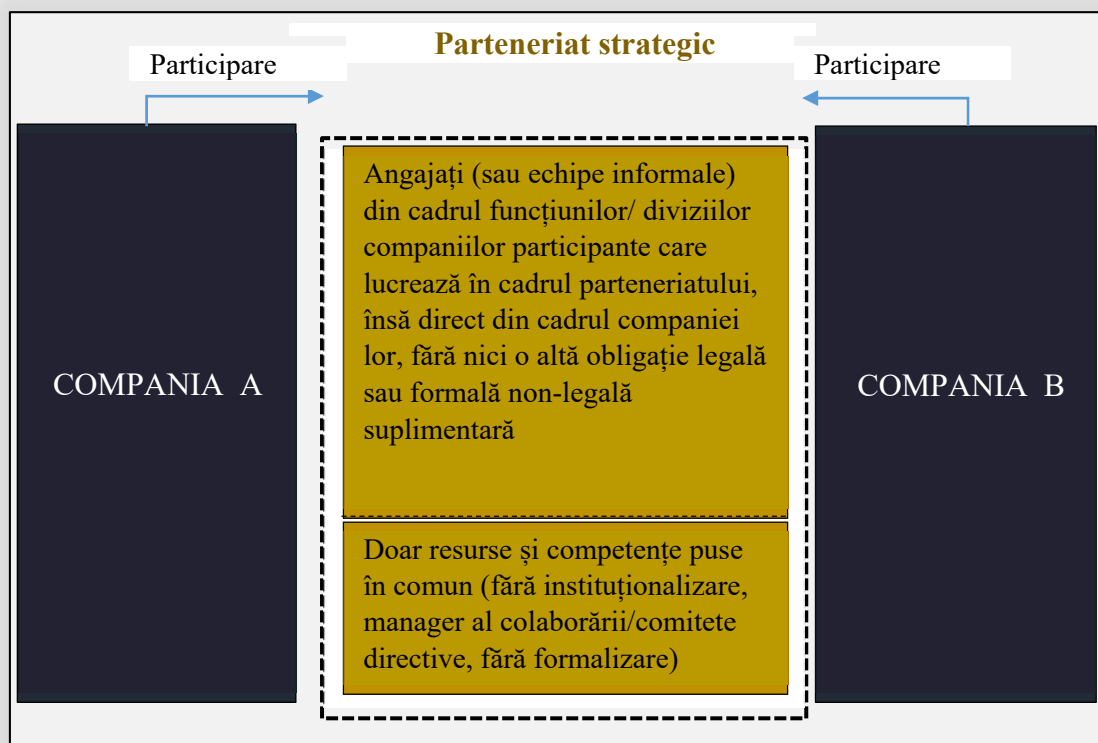 Parteneriat strategic
Participare
Participare
COMPANIA A
Angajați (sau echipe informale)
din cadrul funcțiunilor/ diviziilor
companiilor participante care
lucrează în cadrul parteneriatului,
însă direct din cadrul companiei
lor, fără nici o altă obligație legală
sau formală non-legală
suplimentară
Doar resurse și competențe puse
în comun (fără instituționalizare,
manager al colaborării/comitete
directive, fără formalizare)
COMPANIA B